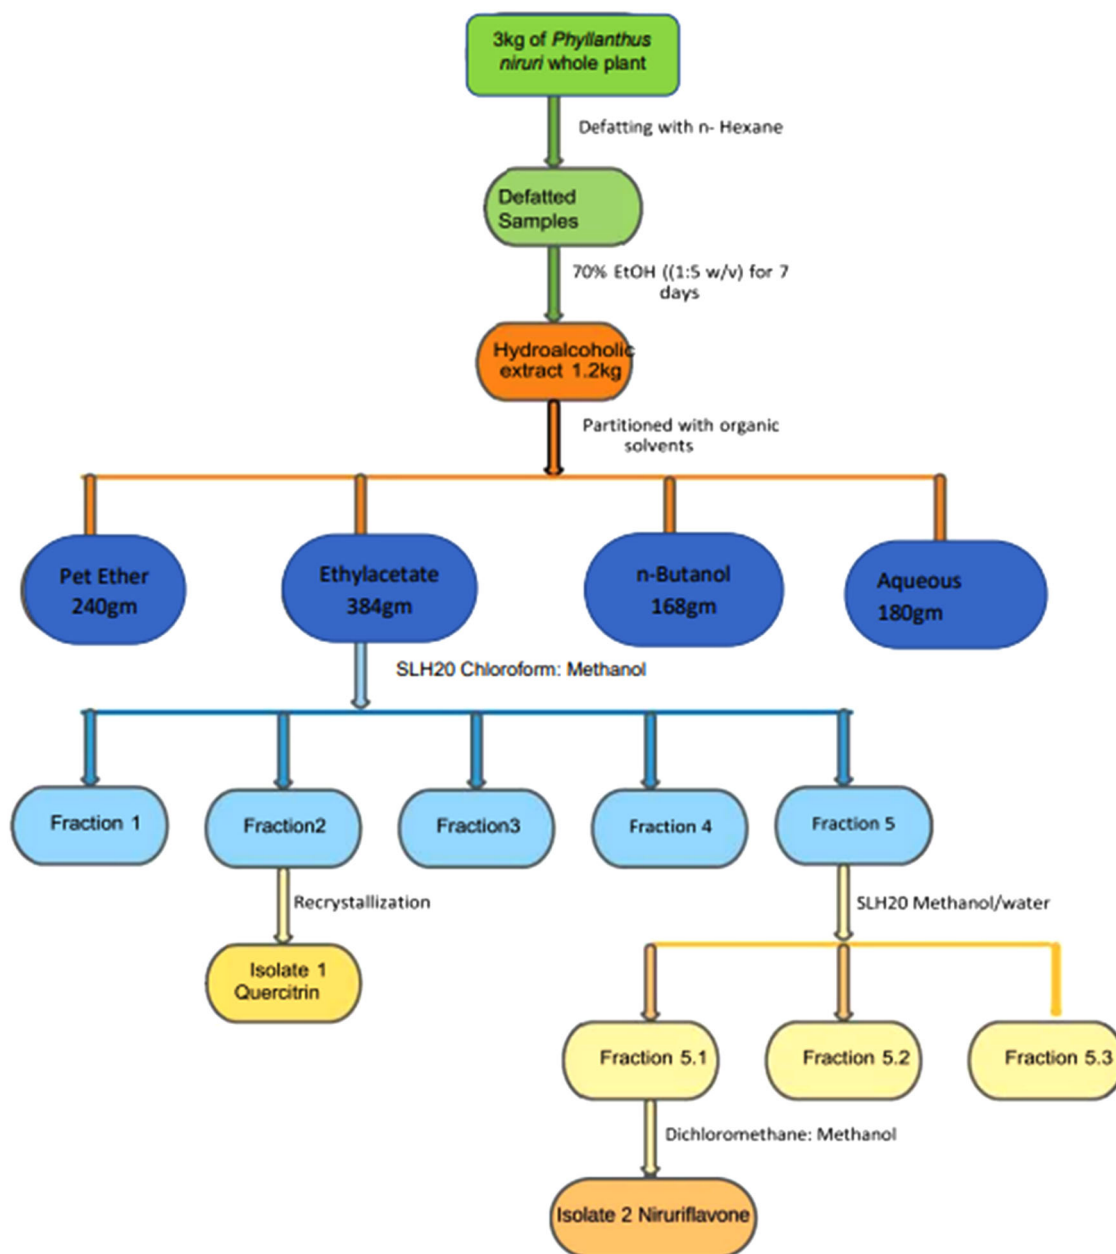 3kg of Phyllanthus
niruri whole plant
Defatting with n- Hexane
Defatted
Samples
70% EtOH ((1:5 w/v) for 7
days
Hydroalcoholic
extract 1.2kg
Partitioned with organic
solvents
Pet Ether
240gm
Ethylacetate
384gm
n-Butanol
168gm
Aqueous
180gm
SLH20 Chloroform: Methanol
Fraction 1
Fraction2
Fraction3
Fraction 4
Fraction 5
Recrystallization
SLH20 Methanol/water
Isolate 1
Quercitrin
Fraction 5.1
Fraction 5.2
Fraction 5.3
Dichloromethane: Methanol
Isolate 2 Niruriflavone